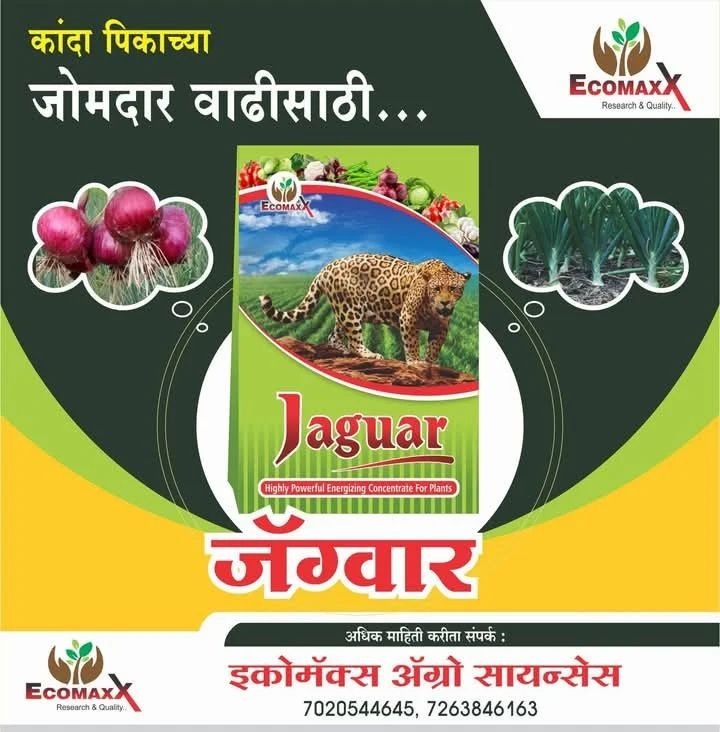 कांदा पिकाच्या
जोमदार वाढीसाठी...
ECOMAXX
Research & Quality..
ECOMAXX
Jaguar
Highly Powerful Energizing Concentrate For Plants
जॅग्वार
अधिक माहिती करीता संपर्क :
इकोमॅक्स ॲग्रो सायन्सेस
7020544645, 7263846163
ECOMAXX
Research & Quality..